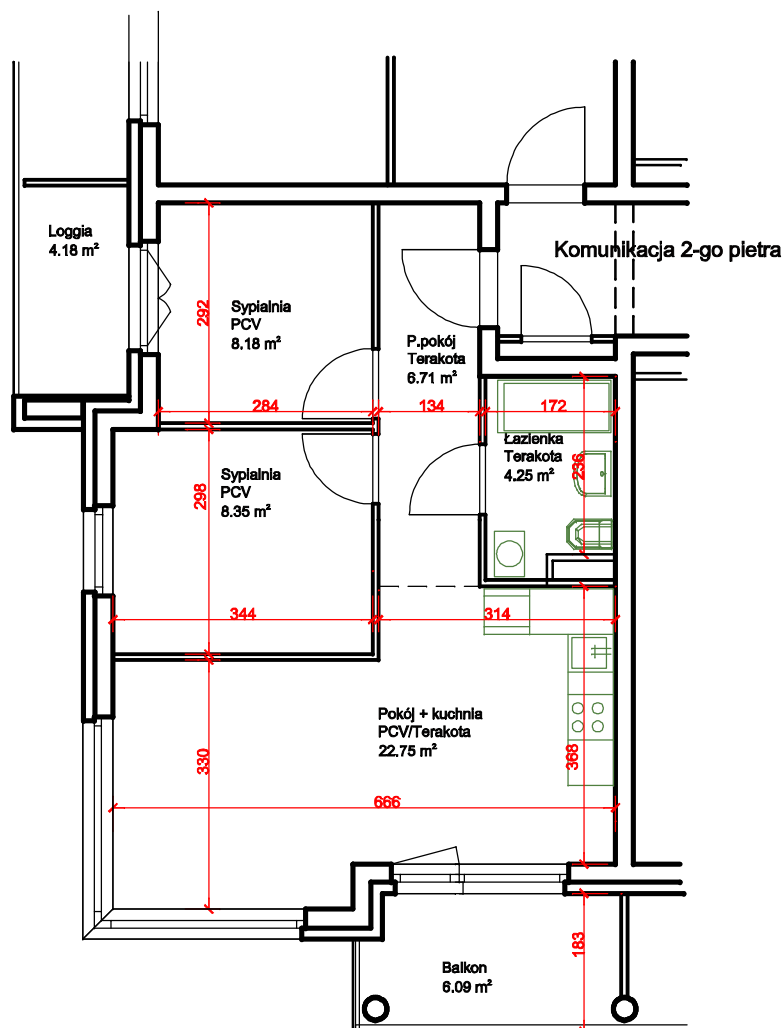 Loggia
4.18 m²
Komunikacja 2-go pietra
292
Sypialnia
PCV
8.18 m²
P.pokój
Terakota
6.71 m²
284
134
172
Łazienka
Terakota
4.25 m²
236
298
Sypialnia
PCV
8.35 m²
344
314
Pokój + kuchnia
PCV/Terakota
22.75 m²
330
368
666
183
Balkon
6.09 m²